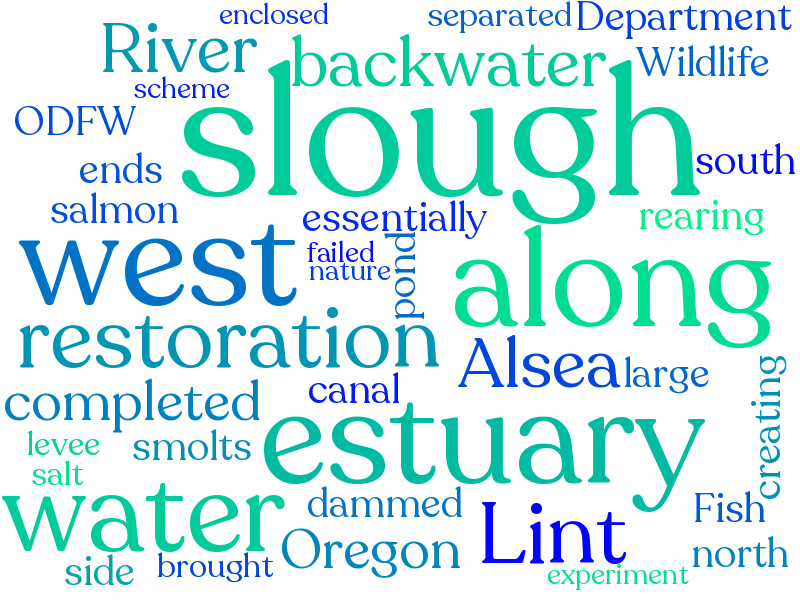 enclosed
separated
Department
River
backwater
Wildlife
scheme
slough
ODFW
south
ends
salmon
essentially
rearing
west
failed
nature
pond
along
restoration
Alsea
large
completed
canal
creating
estuary
levee
smolts
salt
water
dammed
Lint
Fish
Oregon
north
side
brought
experiment